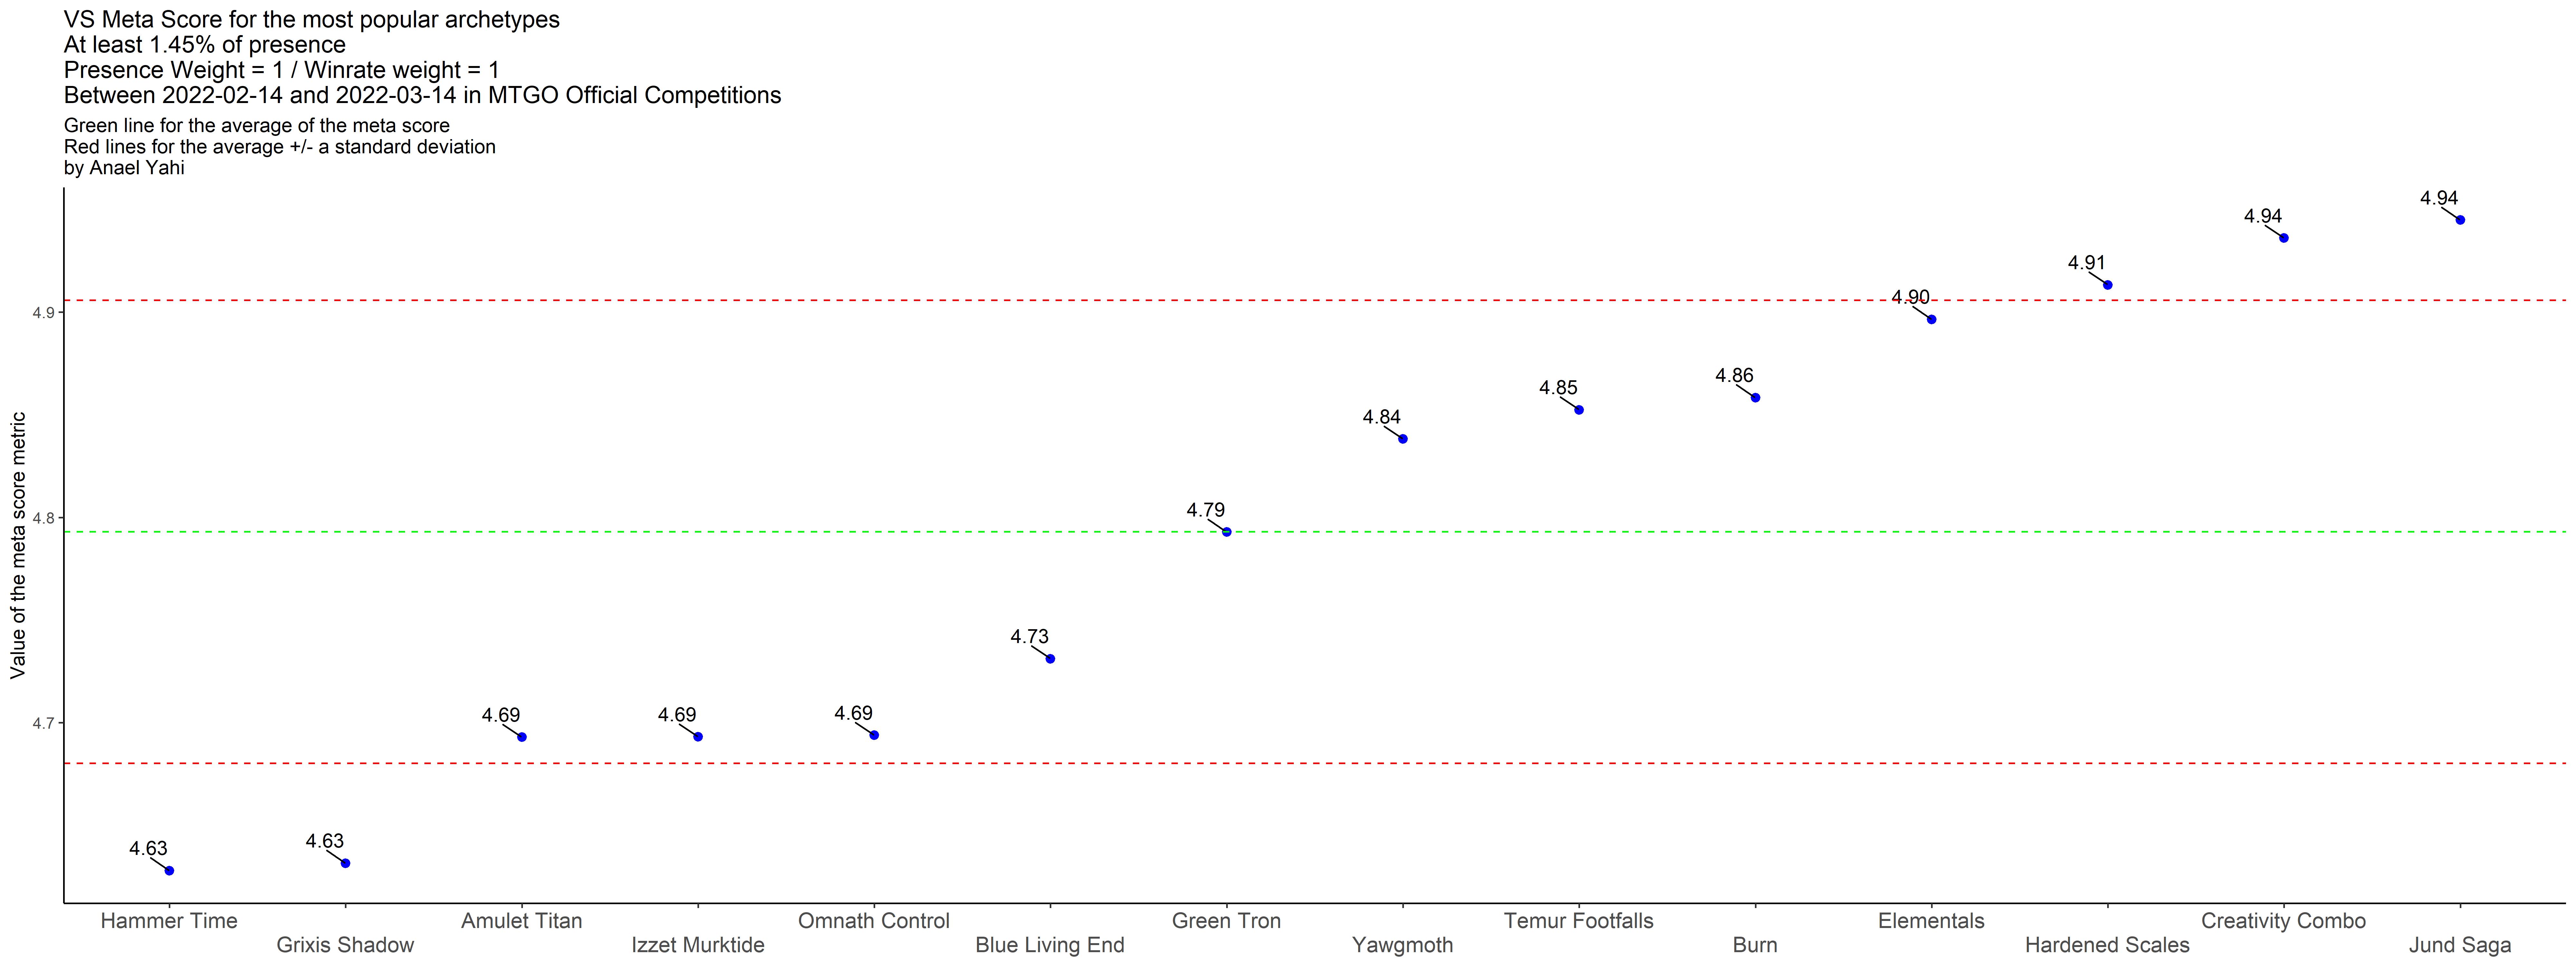 VS Meta Score for the most popular archetypes
At least 1.45% of presence
Presence Weight = 1 / Winrate weight = 1
Between 2022-02-14 and 2022-03-14 in MTGO Official Competitions
Green line for the average of the meta score
Red lines for the average +/- a standard deviation
by Anael Yahi
Value of the meta score metric
4.9
4.8
4.7
4.63
4.63
4.69
4.69
4.69
4.73
4.79
4.84
4.85
4.86
4.90
4.91
4.94
4.94
Hammer Time
Grixis Shadow
Amulet Titan
Izzet Murktide
Omnath Control
Blue Living End
Green Tron
Yawgmoth
Temur Footfalls
Burn
Elementals
Hardened Scales
Creativity Combo
Jund Saga